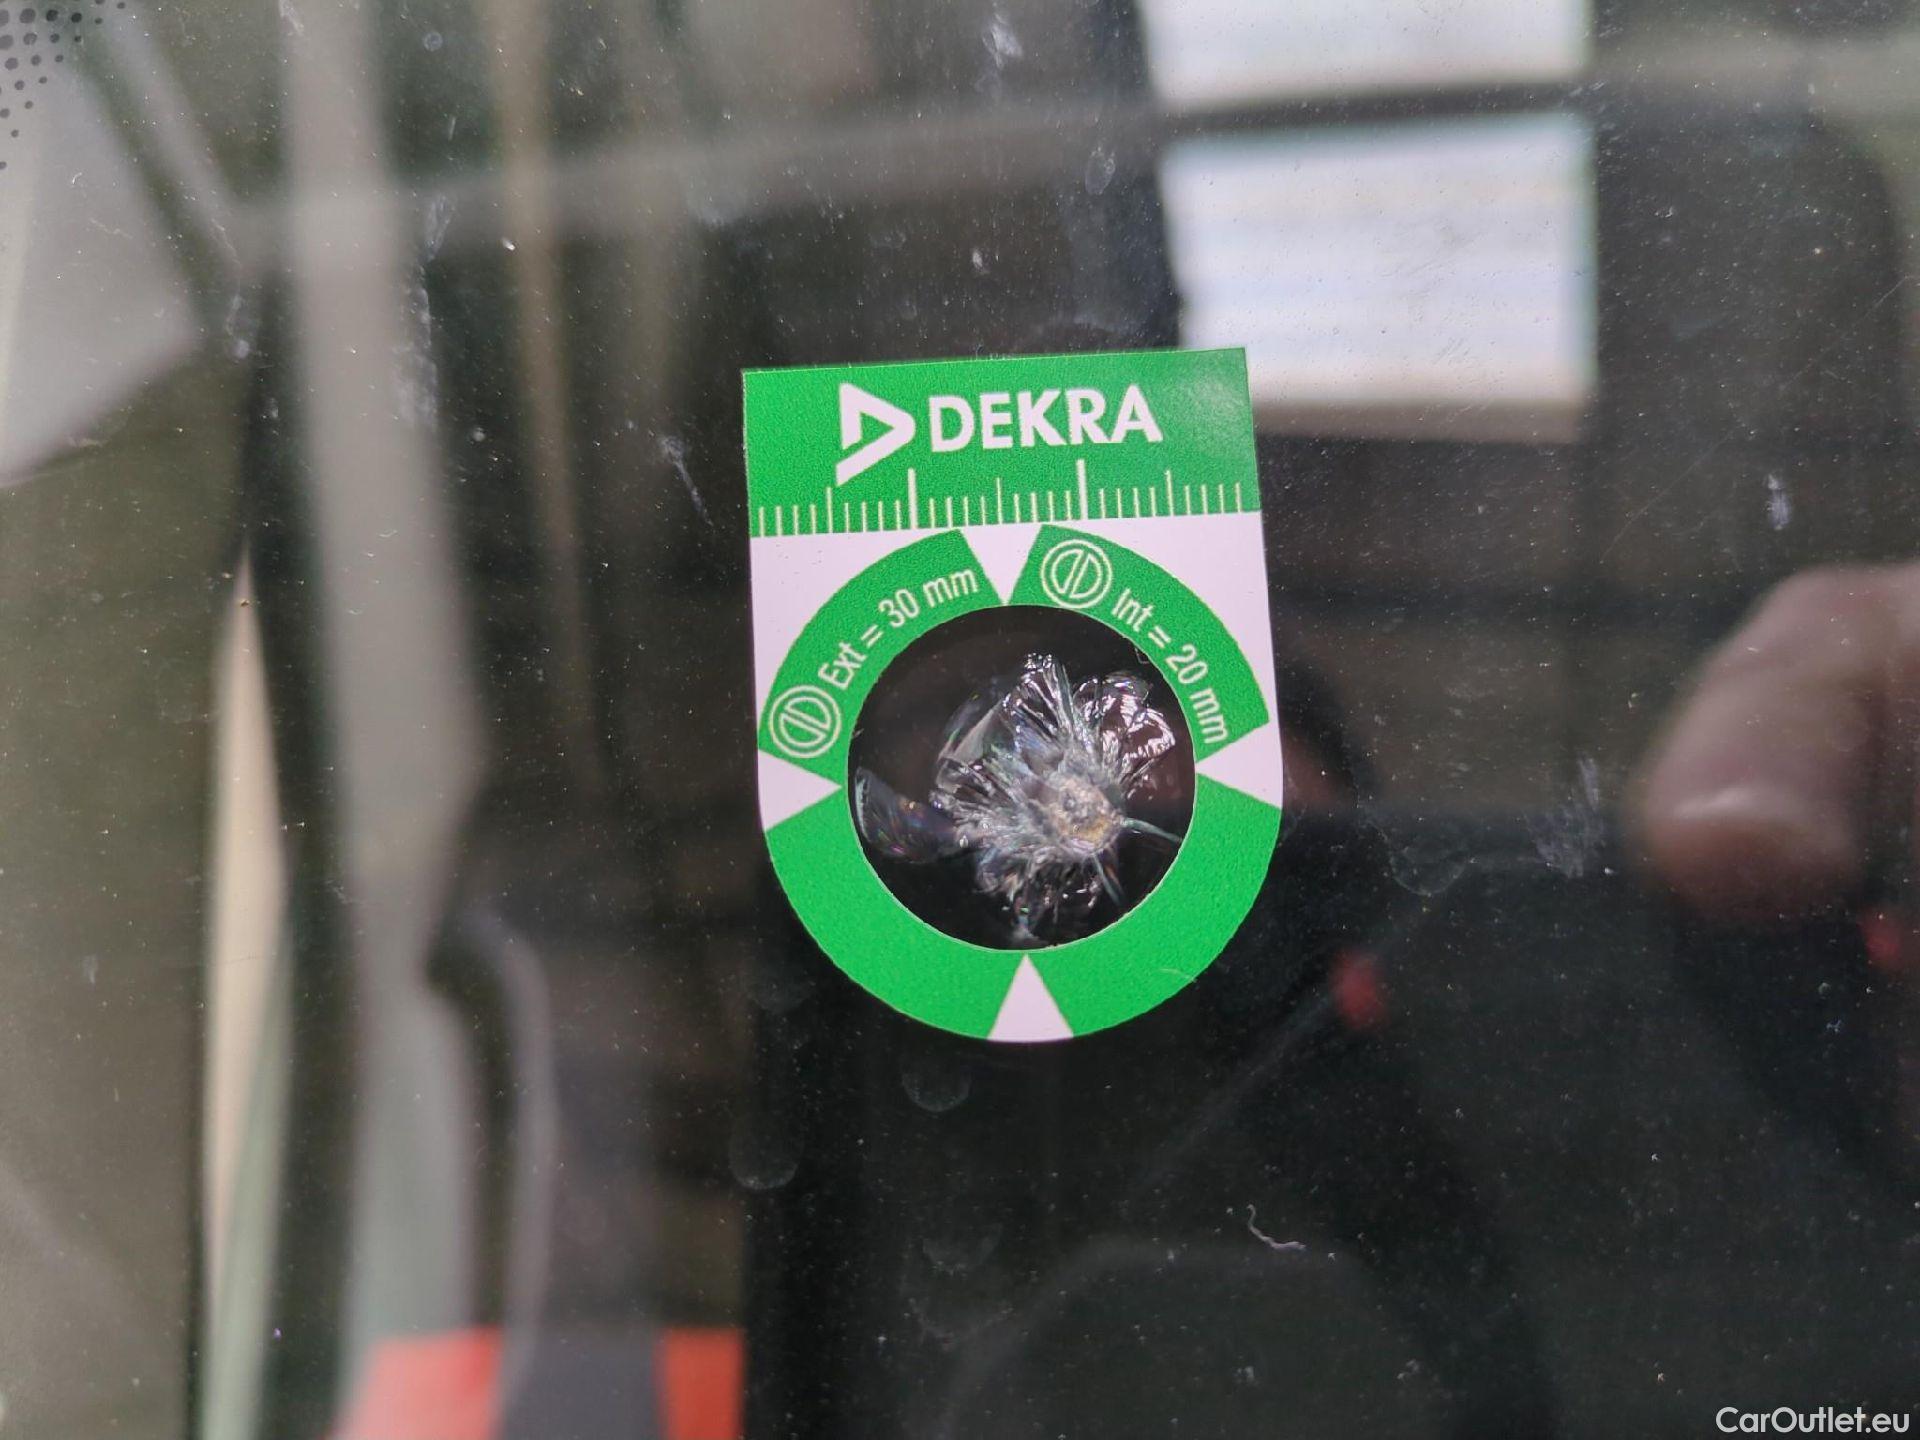 DEKRA
Ext = 30 mm
Int = 20 mm
CarOutlet.eu